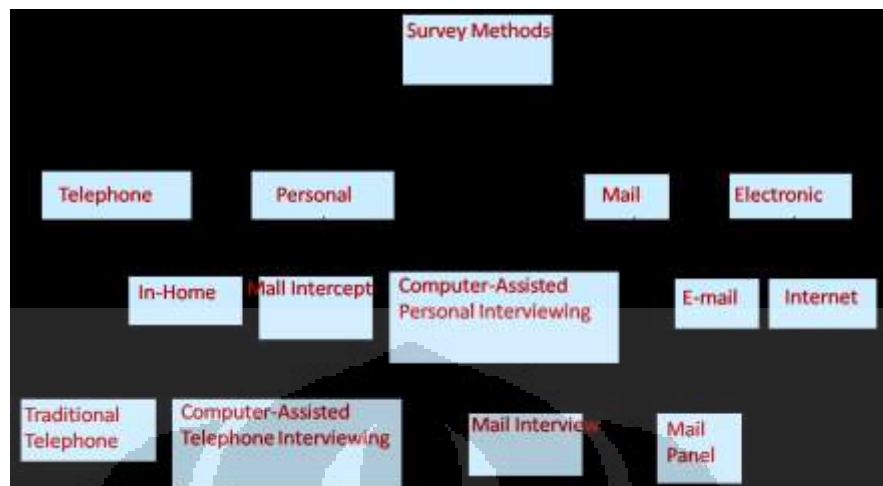 Survey Methods
Telephone
Personal
Mail
Electronic
In-Home
Mall Intercept
Computer-Assisted
Personal Interviewing
E-mail
Internet
Traditional
Telephone
Computer-Assisted
Telephone Interviewing
Mail Interview
Mail
Panel